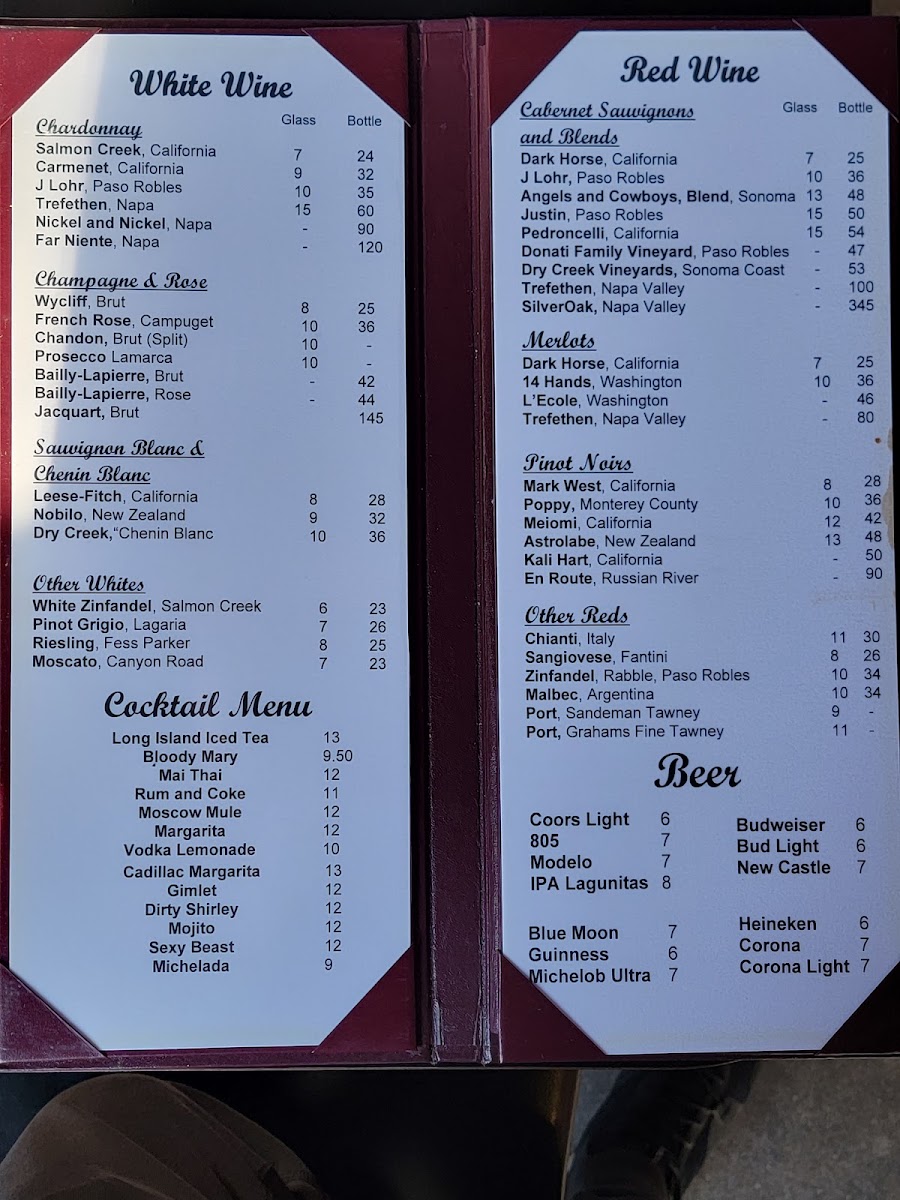 White Wine
Glass Bottle
Chardonnay
Salmon Creek, California 7 24
Carmenet, California 9 32
J Lohr, Paso Robles 10 35
Trefethen, Napa 15 60
Nickel and Nickel, Napa - 90
Far Niente, Napa - 120
Champagne & Rose
Wycliff, Brut 8 25
French Rose, Campuget 10 36
Chandon, Brut (Split) 10 -
Prosecco Lamarca 10 -
Bailly-Lapierre, Brut - 42
Bailly-Lapierre, Rose - 44
Jacquart, Brut 145
Sauvignon Blanc &
Chenin Blanc
Leese-Fitch, California 8 28
Nobilo, New Zealand 9 32
Dry Creek,“Chenin Blanc 10 36
Other Whites
White Zinfandel, Salmon Creek 6 23
Pinot Grigio, Lagaria 7 26
Riesling, Fess Parker 8 25
Moscato, Canyon Road 7 23
Cocktail Menu
Long Island Iced Tea 13
Bloody Mary 9.50
Mai Thai 12
Rum and Coke 11
Moscow Mule 12
Margarita 12
Vodka Lemonade 10
Cadillac Margarita 13
Gimlet 12
Dirty Shirley 12
Mojito 12
Sexy Beast 12
Michelada 9
Red Wine
Cabernet Sauvignons Glass Bottle
and Blends
Dark Horse, California 7 25
J Lohr, Paso Robles 10 36
Angels and Cowboys, Blend, Sonoma 13 48
Justin, Paso Robles 15 50
Pedroncelli, California 15 54
Donati Family Vineyard, Paso Robles - 47
Dry Creek Vineyards, Sonoma Coast - 53
Trefethen, Napa Valley - 100
SilverOak, Napa Valley - 345
Merlots
Dark Horse, California 7 25
14 Hands, Washington 10 36
L’Ecole, Washington - 46
Trefethen, Napa Valley - 80
Pinot Noirs
Mark West, California 8 28
Poppy, Monterey County 10 36
Meiomi, California 12 42
Astrolabe, New Zealand 13 48
Kali Hart, California - 50
En Route, Russian River - 90
Other Reds
Chianti, Italy 11 30
Sangiovese, Fantini 8 26
Zinfandel, Rabble, Paso Robles 10 34
Malbec, Argentina 10 34
Port, Sandeman Tawney 9 -
Port, Grahams Fine Tawney 11 -
Beer
Coors Light 6
805 7
Modelo 7
IPA Lagunitas 8
Budweiser 6
Bud Light 6
New Castle 7
Blue Moon 7
Guinness 6
Michelob Ultra 7
Heineken 6
Corona 7
Corona Light 7